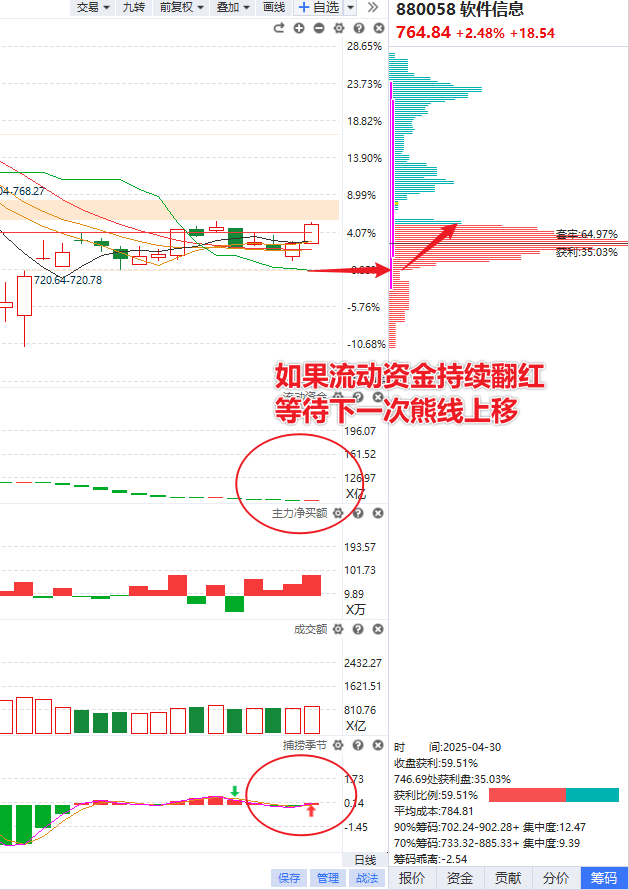 交易 九转 前复权 叠加 画线 +自选
880058 软件信息
764.84 +2.48% +18.54
28.65%
23.73%
18.82%
13.90%
8.99%
04-768.27
4.07%
套牢:64.97%
获利:35.03%
720.64-720.78
-5.76%
-10.68%
如果流动资金持续翻红
等待下一次熊线上移
流动资金
196.07
161.52
126.97
X亿
主力净买额
193.57
101.73
9.89
X万
成交额
2432.27
1621.51
810.76
X亿
捕捞季节
1.73
0.14
-1.45
时 间:2025-04-30
收盘获利:59.51%
746.69处获利盘:35.03%
获利比例:59.51%
平均成本:784.81
90%筹码:702.24-902.28+ 集中度:12.47
70%筹码:733.32-885.33+ 集中度:9.39
筹码乖离:-2.54
日线
保存 管理 战法
报价 资金 贡献 分价 筹码